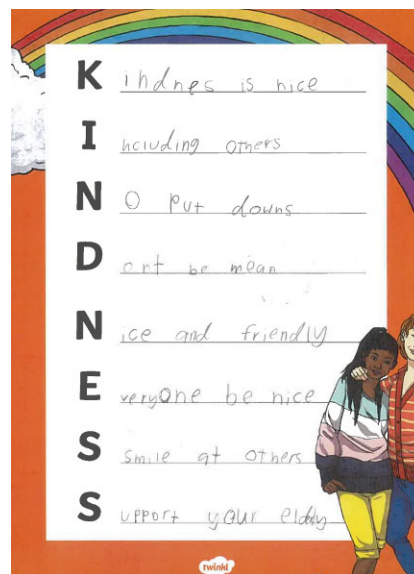 Kindnes is nice
Including others
NO put downs
Dont be mean
Nice and friendly
Everyone be nice
S smile at others
Support your eldly
twinkl